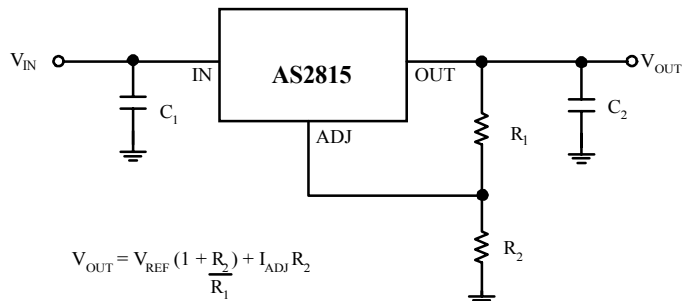 V_IN
IN
AS2815
OUT
V_OUT
C_1
ADJ
R_1
C_2
R_2
V_OUT = V_REF (1 + R_2/R_1) + I_ADJ R_2